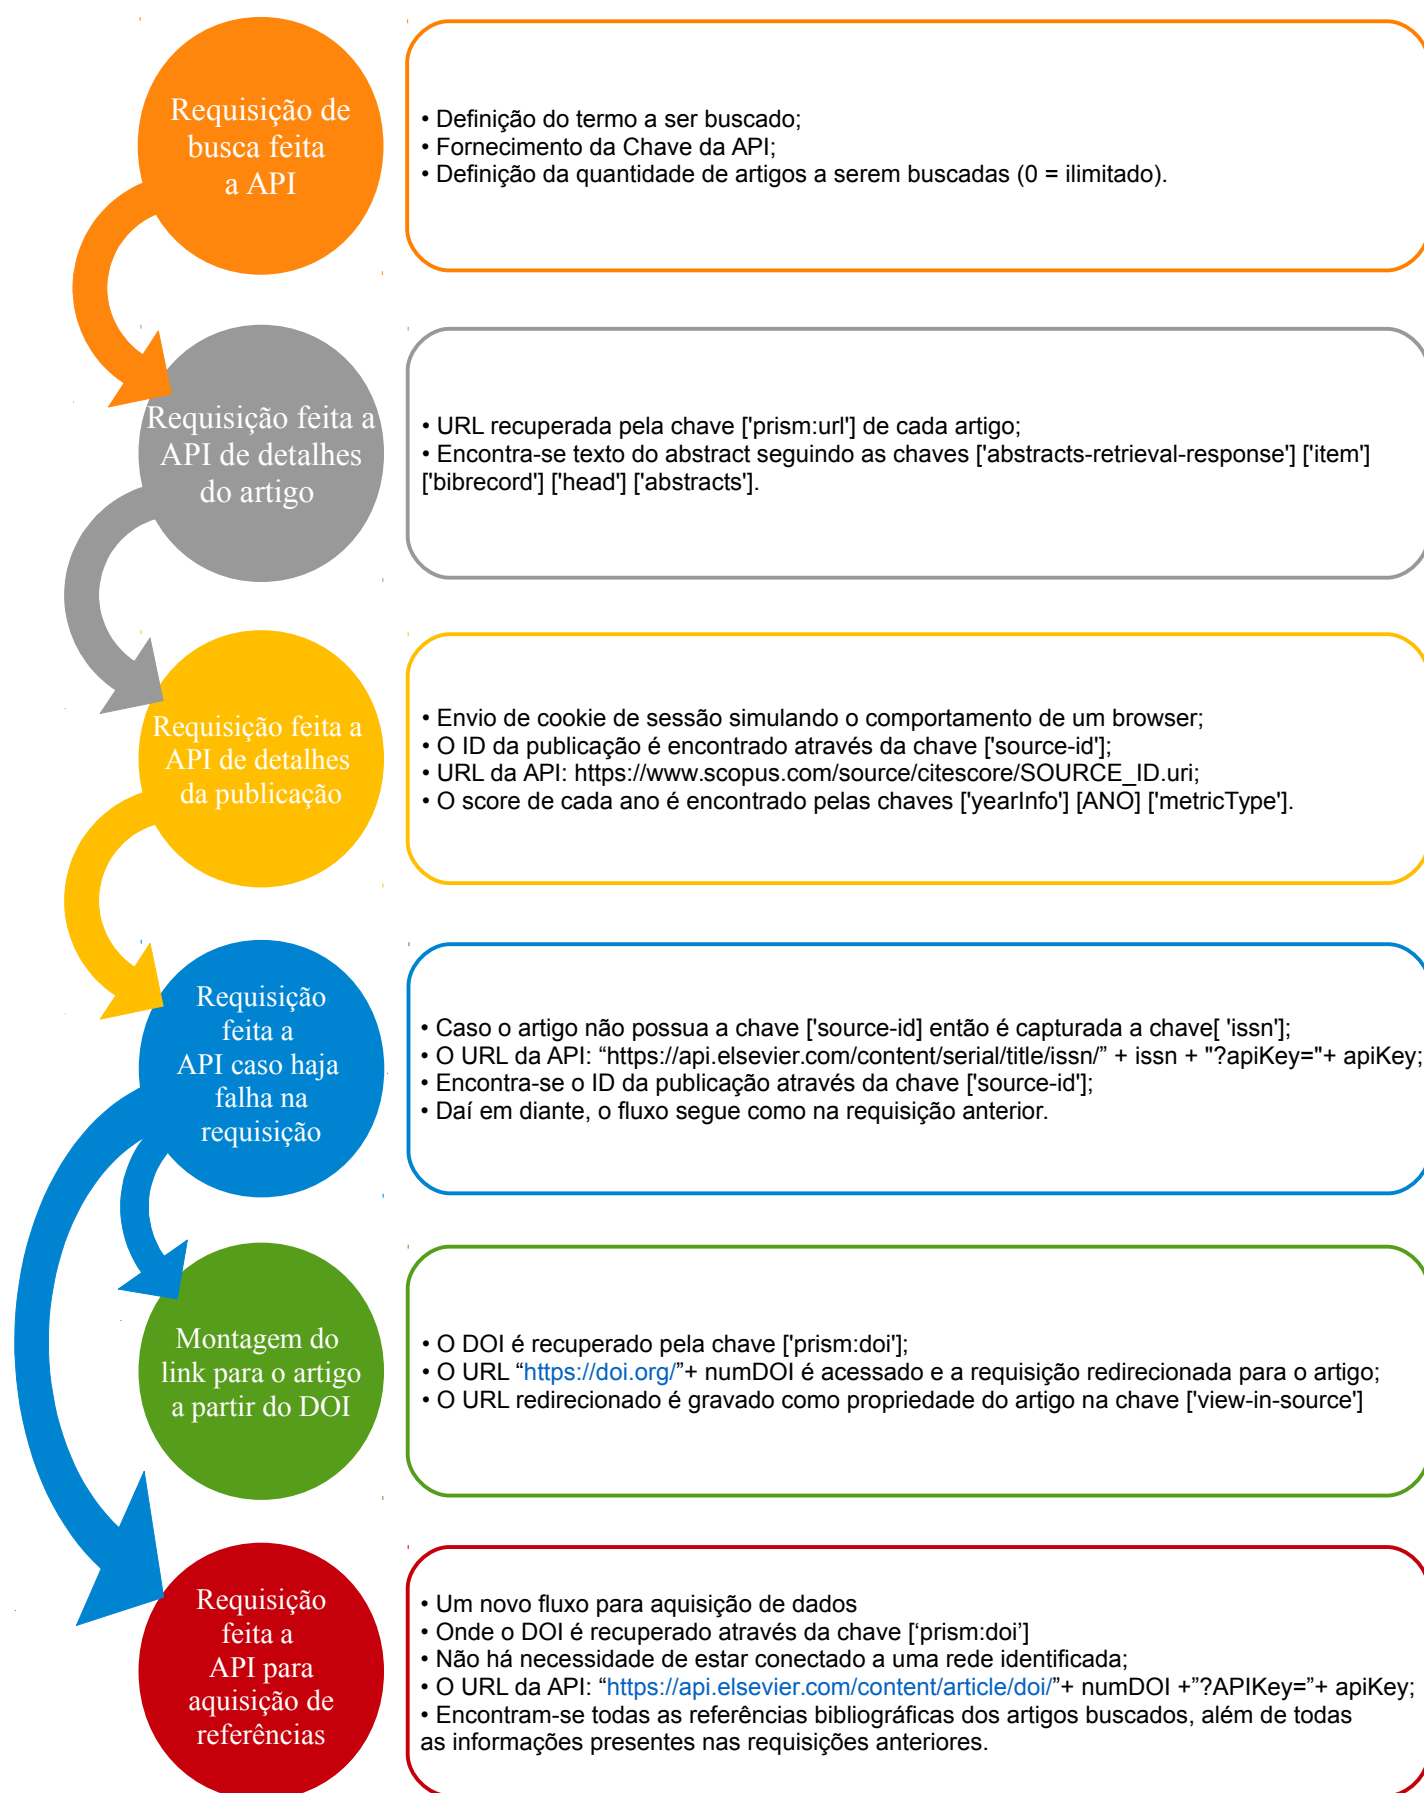 Requisição de
busca feita
a API
• Definição do termo a ser buscado;
• Fornecimento da Chave da API;
• Definição da quantidade de artigos a serem buscadas (0 = ilimitado).
Requisição feita a
API de detalhes
do artigo
• URL recuperada pela chave ['prism:url'] de cada artigo;
• Encontra-se texto do abstract seguindo as chaves ['abstracts-retrieval-response'] ['item']
['bibrecord'] ['head'] ['abstracts'].
Requisição feita a
API de detalhes
da publicação
• Envio de cookie de sessão simulando o comportamento de um browser;
• O ID da publicação é encontrado através da chave ['source-id'];
• URL da API: https://www.scopus.com/source/citescore/SOURCE_ID.uri;
• O score de cada ano é encontrado pelas chaves ['yearInfo'] [ANO] ['metricType'].
Requisição
feita a
API caso haja
falha na
requisição
• Caso o artigo não possua a chave ['source-id] então é capturada a chave[ 'issn'];
• O URL da API: “https://api.elsevier.com/content/serial/title/issn/” + issn + "?apiKey="+ apiKey;
• Encontra-se o ID da publicação através da chave ['source-id'];
• Daí em diante, o fluxo segue como na requisição anterior.
Montagem do
link para o artigo
a partir do DOI
• O DOI é recuperado pela chave ['prism:doi'];
• O URL “https://doi.org/”+ numDOI é acessado e a requisição redirecionada para o artigo;
• O URL redirecionado é gravado como propriedade do artigo na chave ['view-in-source']
Requisição
feita a
API para
aquisição de
referências
• Um novo fluxo para aquisição de dados
• Onde o DOI é recuperado através da chave [‘prism:doi’]
• Não há necessidade de estar conectado a uma rede identificada;
• O URL da API: “https://api.elsevier.com/content/article/doi/”+ numDOI +”?APIKey=”+ apiKey;
• Encontram-se todas as referências bibliográficas dos artigos buscados, além de todas
as informações presentes nas requisições anteriores.